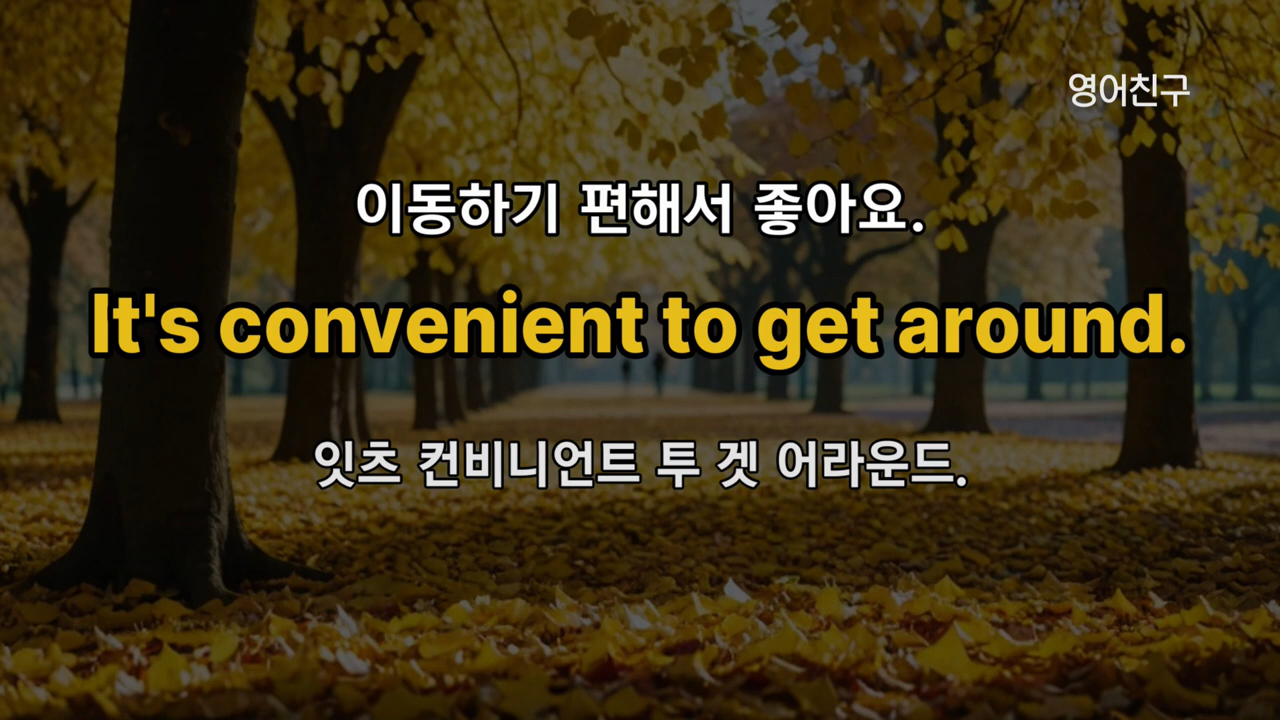 영어친구
이동하기 편해서 좋아요.
It's convenient to get around.
잇츠 컨비니언트 투 겟 어라운드.